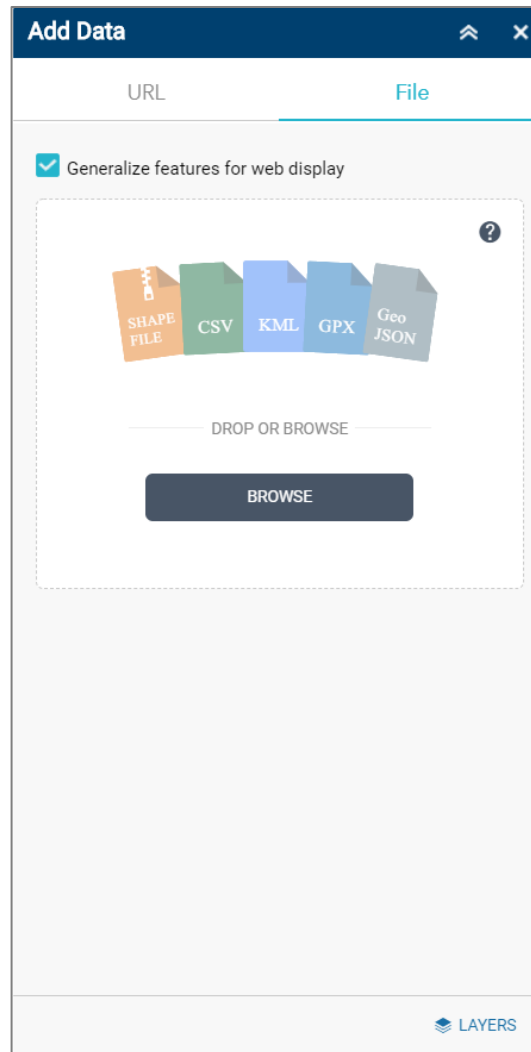 Add Data
URL
File
Generalize features for web display
?
SHAPE
FILE
CSV
KML
GPX
Geo
JSON
DROP OR BROWSE
BROWSE
LAYERS